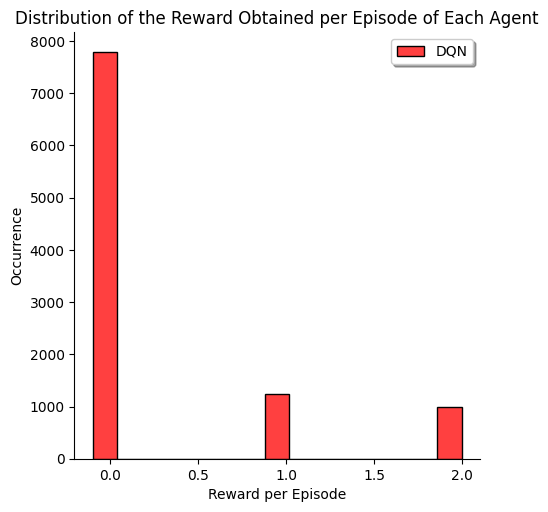 Distribution of the Reward Obtained per Episode of Each Agent
DQN
8000
7000
6000
5000
4000
3000
2000
1000
0
Occurrence
0.0 0.5 1.0 1.5 2.0
Reward per Episode